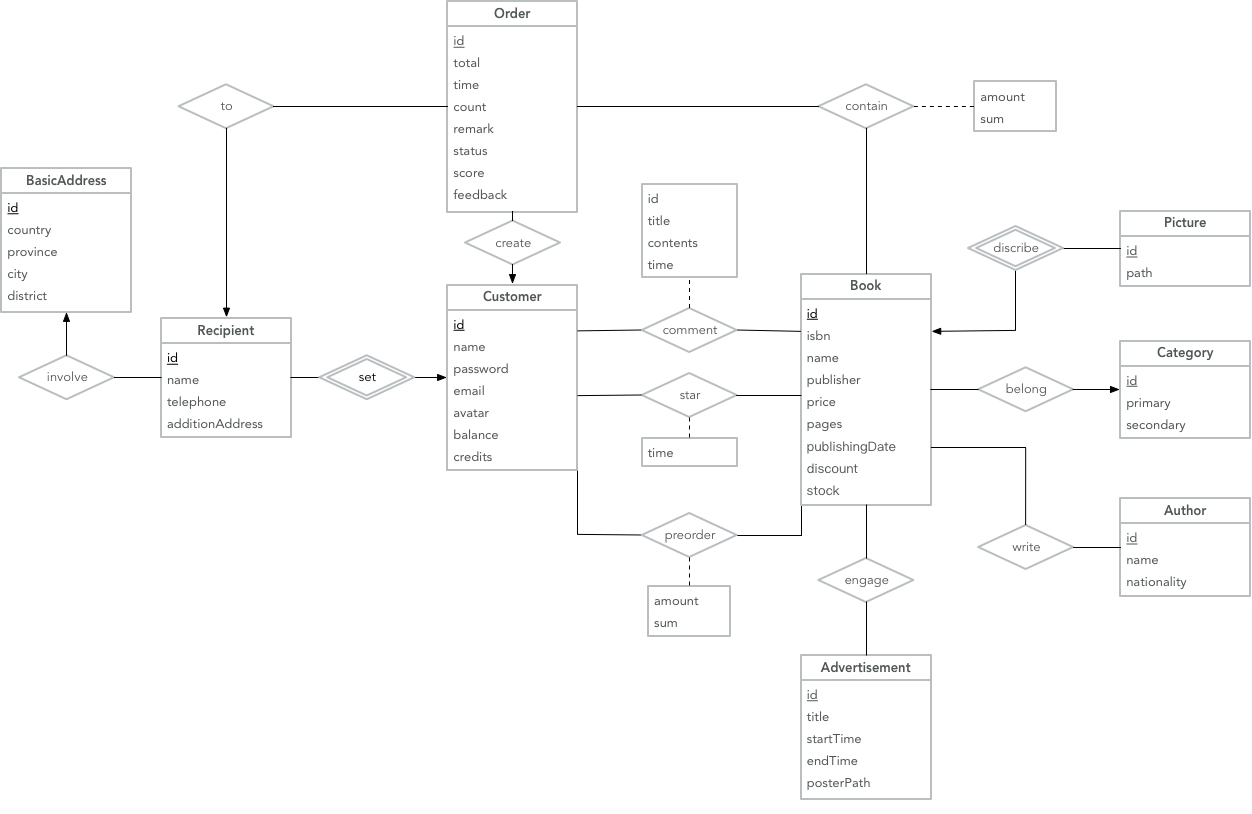 Order
id
total
time
count
remark
status
score
feedback
to
contain
amount
sum
BasicAddress
id
country
province
city
district
create
id
title
contents
time
discribe
Picture
id
path
involve
Recipient
id
name
telephone
additionAddress
set
Customer
id
name
password
email
avatar
balance
credits
comment
star
time
preorder
amount
sum
Book
id
isbn
name
publisher
price
pages
publishingDate
discount
stock
belong
Category
id
primary
secondary
write
Author
id
name
nationality
engage
Advertisement
id
title
startTime
endTime
posterPath